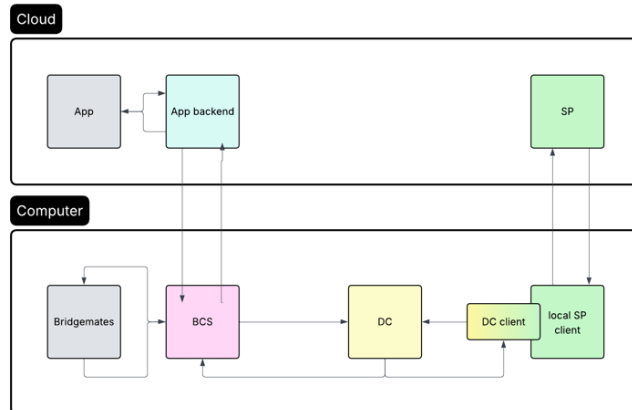 Cloud
App
App backend
SP
Computer
Bridgemates
BCS
DC
DC client
local SP
client